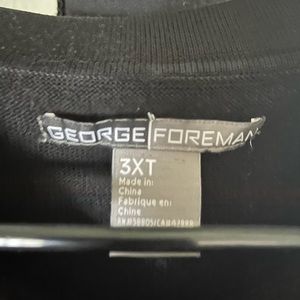 GEORGE FOREMAN
3XT
Made in:
China
Fabrique en:
Chine